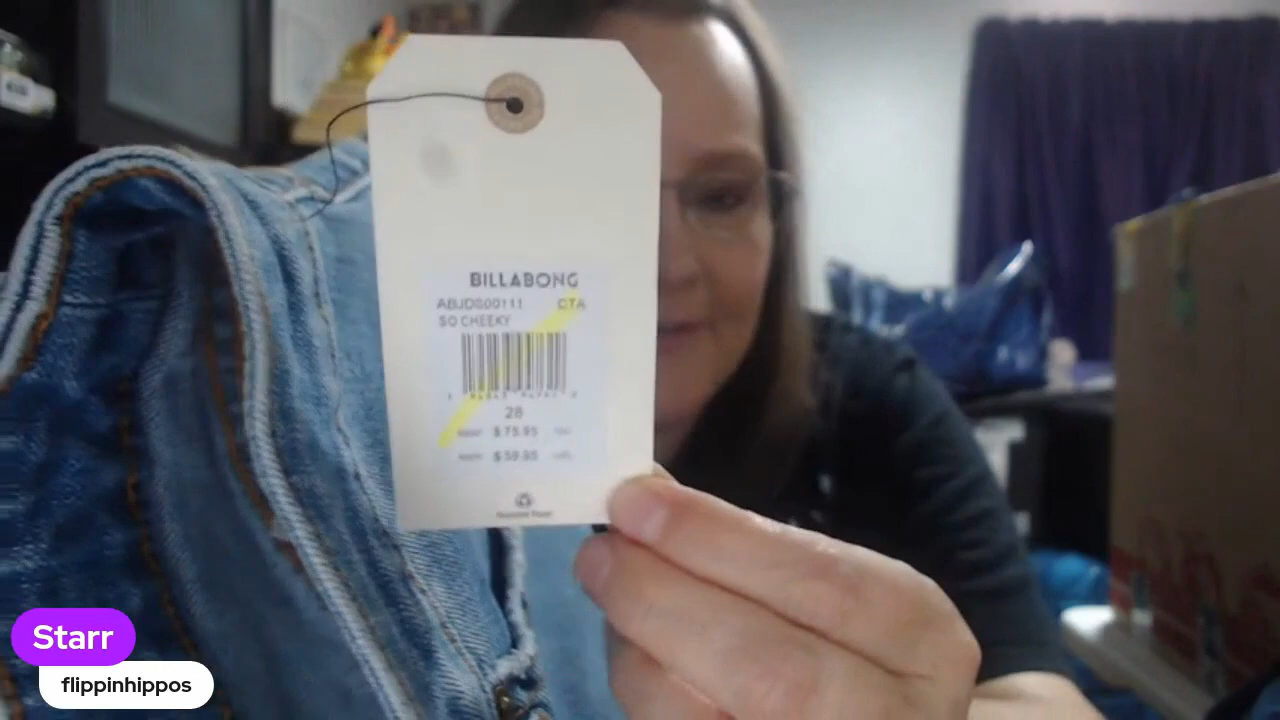 BILLABONG
ABJDS00111 CTA
SO CHEEKY
28
$75.95
$59.95
Starr
flippinhippos